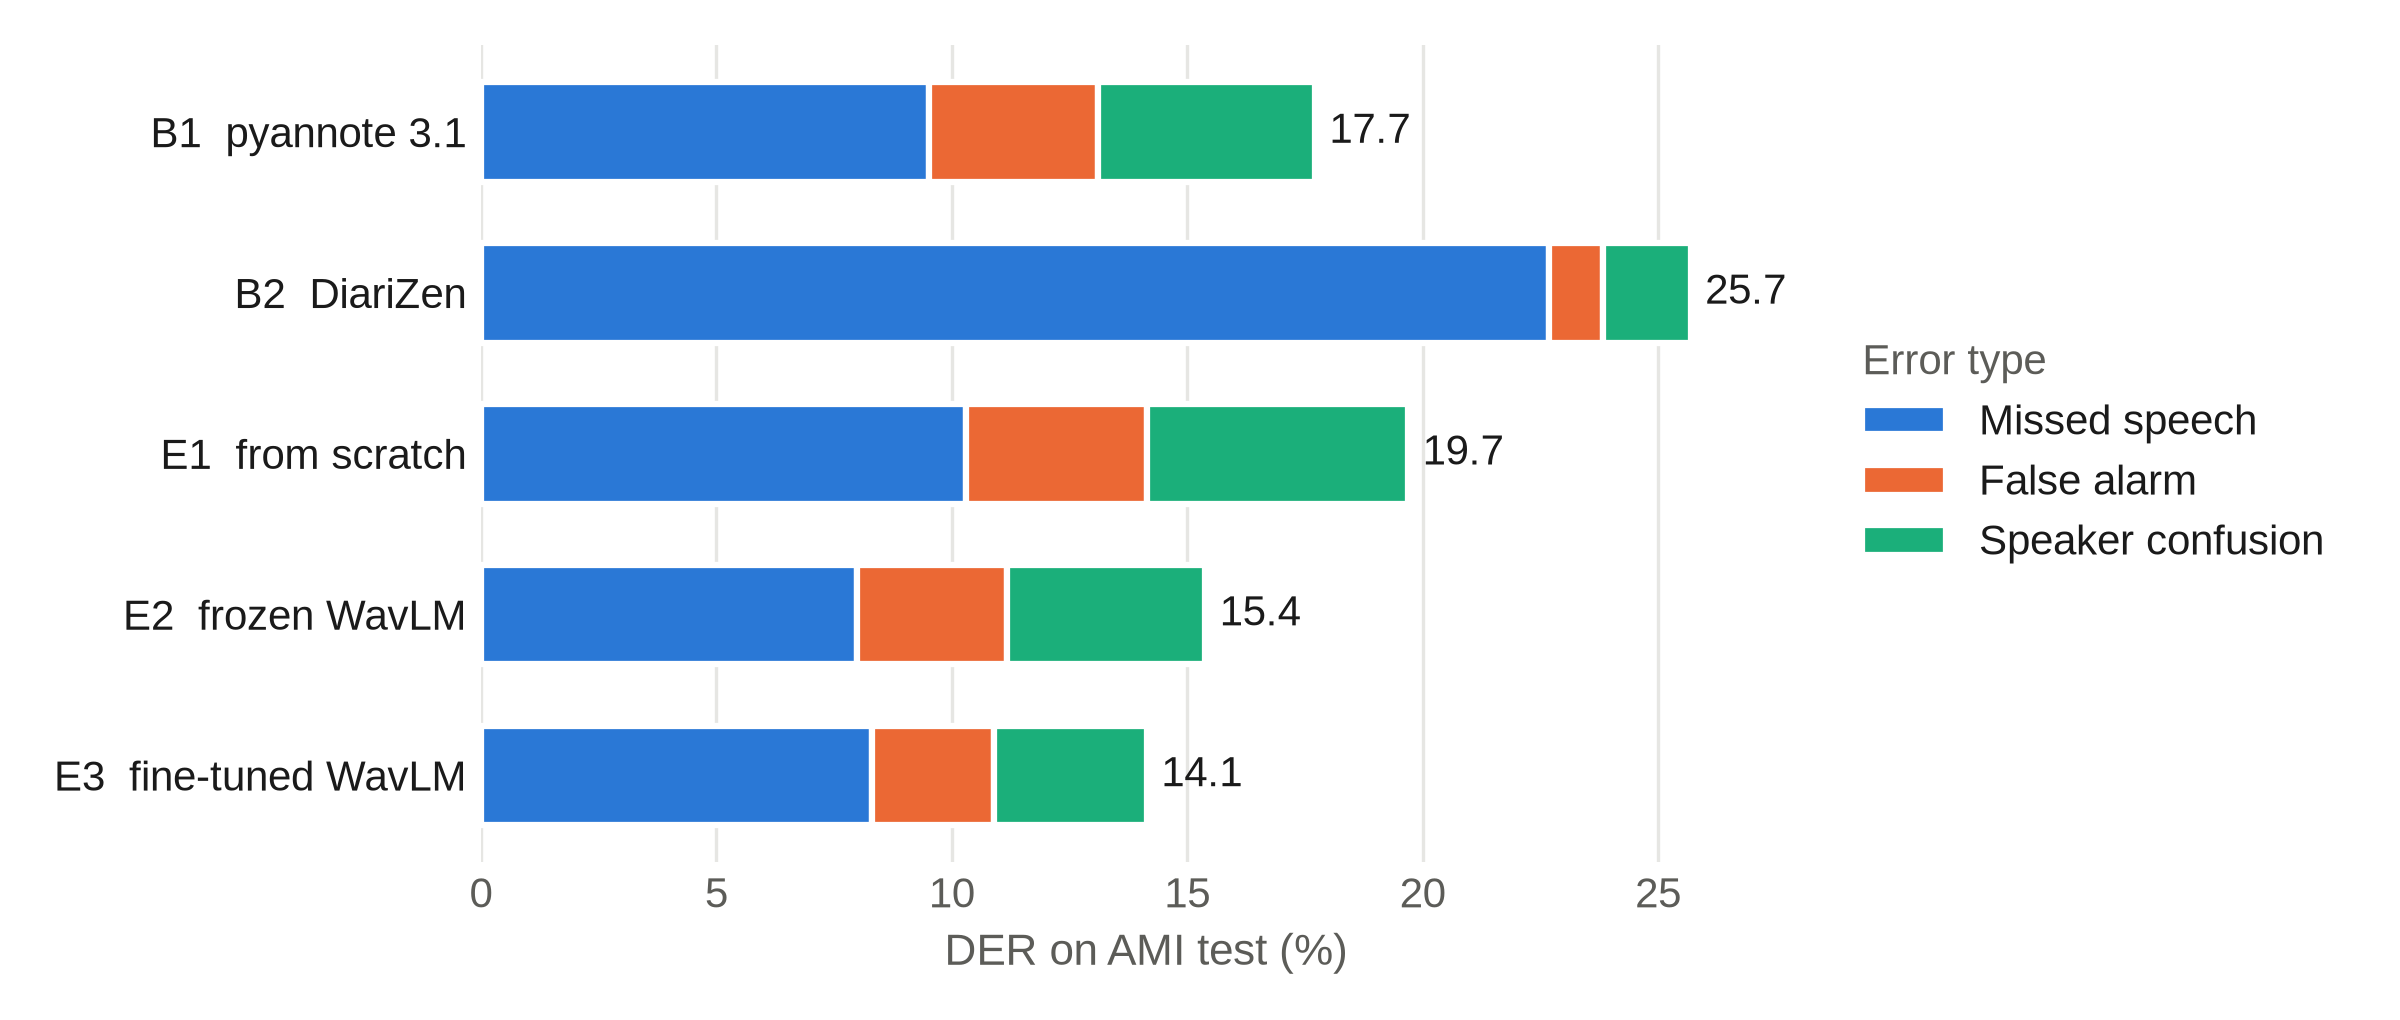 B1 pyannote 3.1
17.7
B2 DiariZen
25.7
E1 from scratch
19.7
E2 frozen WavLM
15.4
E3 fine-tuned WavLM
14.1
0 5 10 15 20 25
DER on AMI test (%)
Error type
Missed speech
False alarm
Speaker confusion